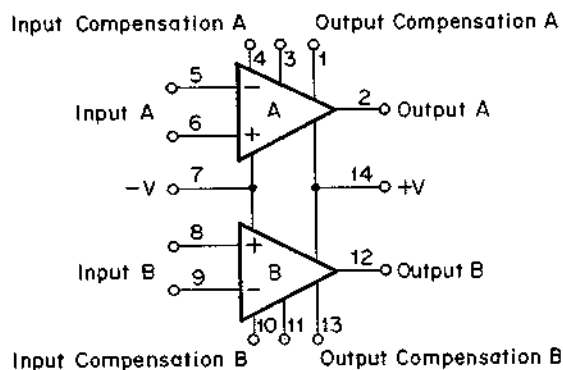 Input Compensation A Output Compensation A
4 3 1
5
−
2
A Output A
Input A
6
+
7 14
−V +V
8
+
12
B Output B
Input B
9
−
10 11 13
Input Compensation B Output Compensation B